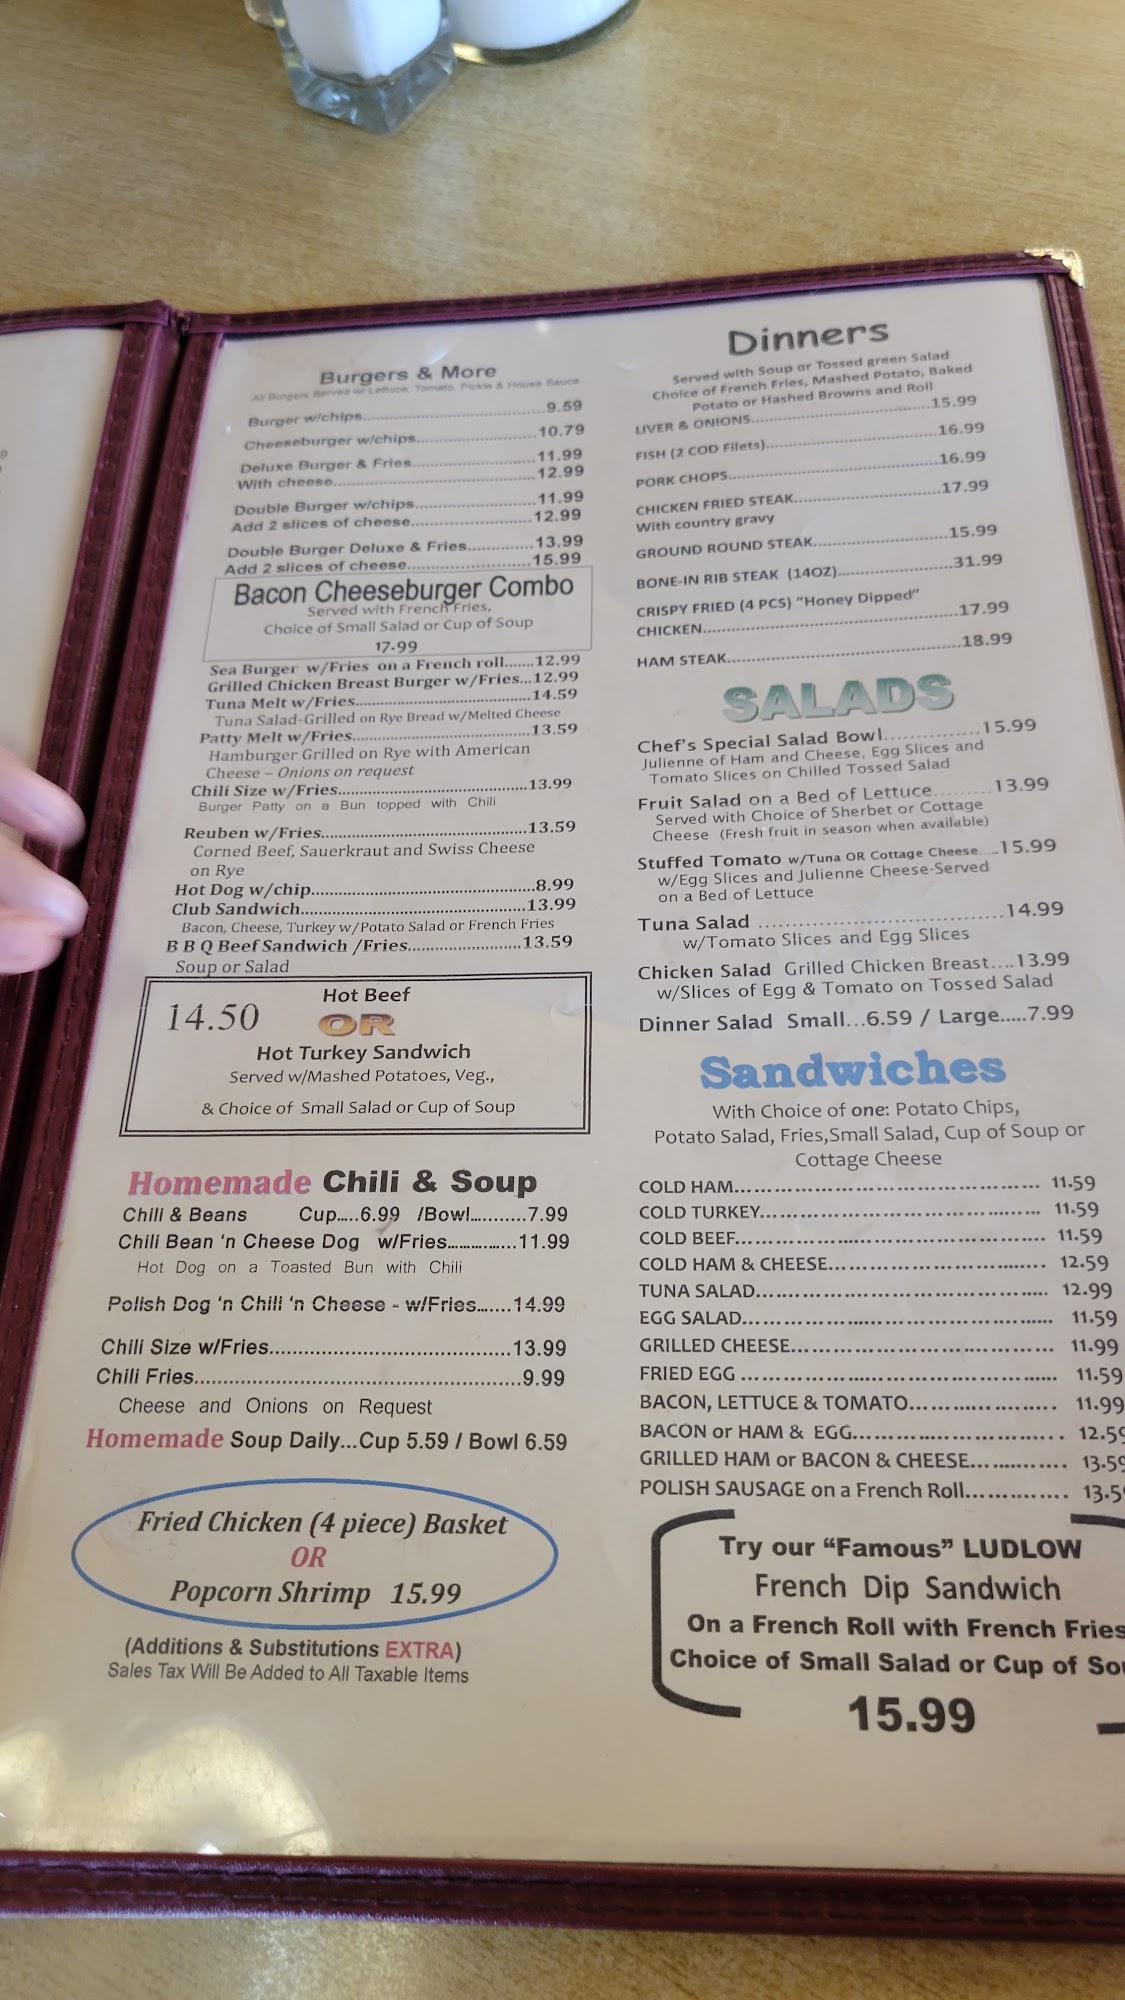 Burgers & More
All Burgers Served w/ Lettuce, Tomato, Pickle & House Sauce
Burger w/chips..........9.59
Cheeseburger w/chips..........10.79
Deluxe Burger & Fries..........11.99
With cheese..........12.99
Double Burger w/chips..........11.99
Add 2 slices of cheese..........12.99
Double Burger Deluxe & Fries..........13.99
Add 2 slices of cheese..........15.99
Bacon Cheeseburger Combo
Served with French Fries,
Choice of Small Salad or Cup of Soup
17.99
Sea Burger w/Fries on a French roll.......12.99
Grilled Chicken Breast Burger w/Fries...12.99
Tuna Melt w/Fries..........14.59
Tuna Salad-Grilled on Rye Bread w/Melted Cheese
Patty Melt w/Fries..........13.59
Hamburger Grilled on Rye with American
Cheese – Onions on request
Chili Size w/Fries..........13.99
Burger Patty on a Bun topped with Chili
Reuben w/Fries..........13.59
Corned Beef, Sauerkraut and Swiss Cheese
on Rye
Hot Dog w/chip..........8.99
Club Sandwich..........13.99
Bacon, Cheese, Turkey w/Potato Salad or French Fries
B B Q Beef Sandwich /Fries..........13.59
Soup or Salad
Hot Beef
14.50 OR
Hot Turkey Sandwich
Served w/Mashed Potatoes, Veg.,
& Choice of Small Salad or Cup of Soup
Homemade Chili & Soup
Chili & Beans Cup.....6.99 /Bowl..........7.99
Chili Bean 'n Cheese Dog w/Fries..........11.99
Hot Dog on a Toasted Bun with Chili
Polish Dog 'n Chili 'n Cheese - w/Fries.......14.99
Chili Size w/Fries..........13.99
Chili Fries..........9.99
Cheese and Onions on Request
Homemade Soup Daily...Cup 5.59 / Bowl 6.59
Fried Chicken (4 piece) Basket
OR
Popcorn Shrimp 15.99
(Additions & Substitutions EXTRA)
Sales Tax Will Be Added to All Taxable Items
Dinners
Served with Soup or Tossed green Salad
Choice of French Fries, Mashed Potato, Baked
Potato or Hashed Browns and Roll
LIVER & ONIONS..........15.99
FISH (2 COD Filets)..........16.99
PORK CHOPS..........16.99
CHICKEN FRIED STEAK..........17.99
With country gravy
GROUND ROUND STEAK..........15.99
BONE-IN RIB STEAK (14OZ)..........31.99
CRISPY FRIED (4 PCS) "Honey Dipped"
CHICKEN..........17.99
HAM STEAK..........18.99
SALADS
Chef's Special Salad Bowl..........15.99
Julienne of Ham and Cheese, Egg Slices and
Tomato Slices on Chilled Tossed Salad
Fruit Salad on a Bed of Lettuce..........13.99
Served with Choice of Sherbet or Cottage
Cheese (Fresh fruit in season when available)
Stuffed Tomato w/Tuna OR Cottage Cheese.....15.99
w/Egg Slices and Julienne Cheese-Served
on a Bed of Lettuce
Tuna Salad ..........14.99
w/Tomato Slices and Egg Slices
Chicken Salad Grilled Chicken Breast....13.99
w/Slices of Egg & Tomato on Tossed Salad
Dinner Salad Small...6.59 / Large.....7.99
Sandwiches
With Choice of one: Potato Chips,
Potato Salad, Fries,Small Salad, Cup of Soup or
Cottage Cheese
COLD HAM.......... 11.59
COLD TURKEY.......... 11.59
COLD BEEF.......... 11.59
COLD HAM & CHEESE.......... 12.59
TUNA SALAD.......... 12.99
EGG SALAD.......... 11.59
GRILLED CHEESE.......... 11.99
FRIED EGG .......... 11.59
BACON, LETTUCE & TOMATO.......... 11.99
BACON or HAM & EGG.......... 12.59
GRILLED HAM or BACON & CHEESE.......... 13.59
POLISH SAUSAGE on a French Roll.......... 13.5
Try our "Famous" LUDLOW
French Dip Sandwich
On a French Roll with French Fries
Choice of Small Salad or Cup of Sou
15.99